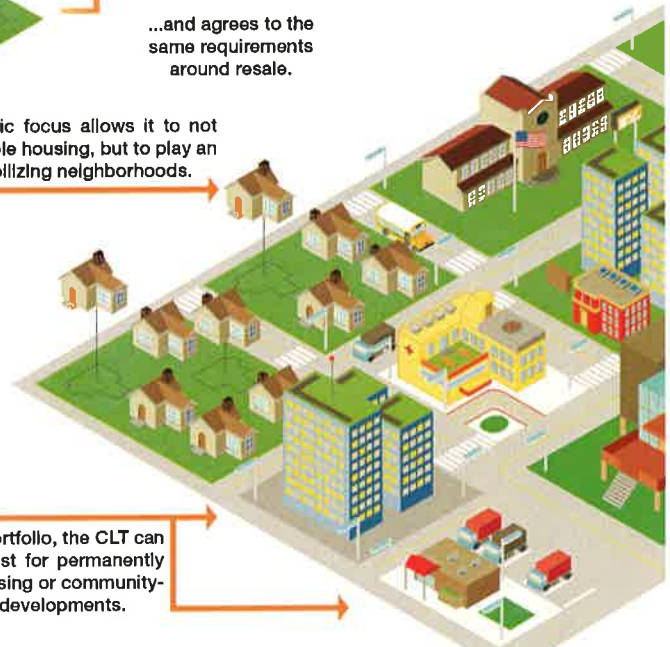 ...and agrees to the
same requirements
around resale.
ic focus allows it to not
le housing, but to play an
ilizing neighborhoods.
rtfolio, the CLT can
st for permanently
sing or community-
developments.